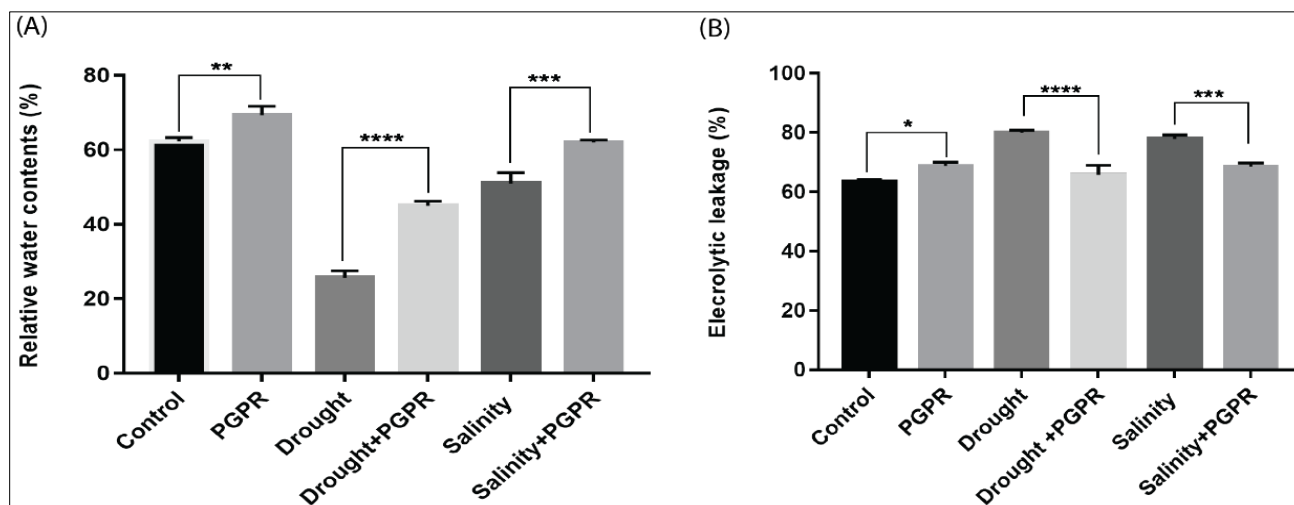 (A)
Relative water contents (%)
80
60
40
20
0
**
****
***
Control
PGPR
Drought
Drought+PGPR
Salinity
Salinity+PGPR
(B)
Elecrolytic leakage (%)
100
80
60
40
20
0
*
****
***
Control
PGPR
Drought
Drought +PGPR
Salinity
Salinity+PGPR